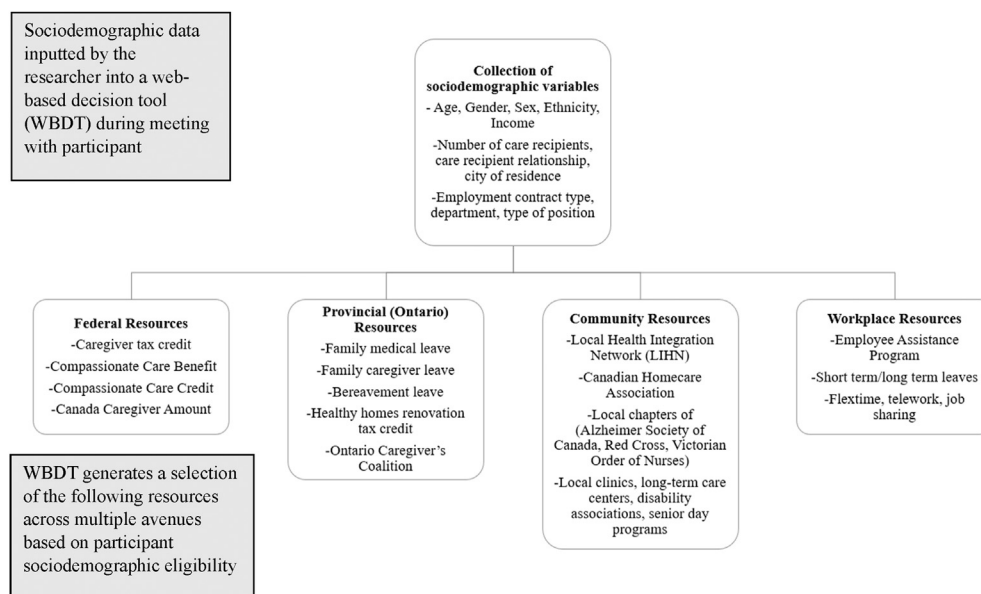 Sociodemographic data
inputted by the
researcher into a web-
based decision tool
(WBDT) during meeting
with participant
Collection of
sociodemographic variables
- Age, Gender, Sex, Ethnicity,
Income
-Number of care recipients,
care recipient relationship,
city of residence
-Employment contract type,
department, type of position
Federal Resources
-Caregiver tax credit
-Compassionate Care Benefit
-Compassionate Care Credit
-Canada Caregiver Amount
Provincial (Ontario)
Resources
-Family medical leave
-Family caregiver leave
-Bereavement leave
-Healthy homes renovation
tax credit
-Ontario Caregiver's
Coalition
Community Resources
-Local Health Integration
Network (LIHN)
-Canadian Homecare
Association
-Local chapters of
(Alzheimer Society of
Canada, Red Cross, Victorian
Order of Nurses)
-Local clinics, long-term care
centers, disability
associations, senior day
programs
Workplace Resources
-Employee Assistance
Program
-Short term/long term leaves
-Flextime, telework, job
sharing
WBDT generates a selection
of the following resources
across multiple avenues
based on participant
sociodemographic eligibility